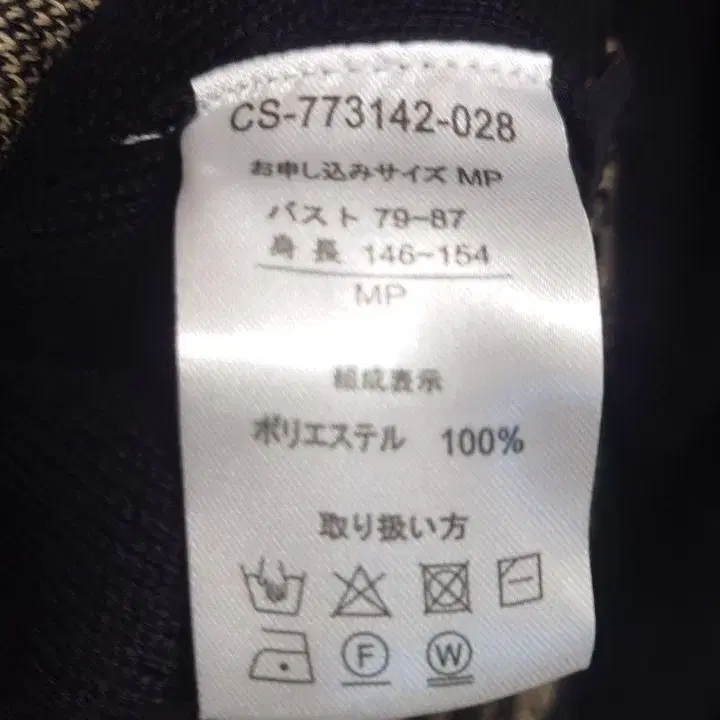 CS-773142-028
お申し込みサイズ MP
バスト 79-87
身長 146-154
MP
組成表示
ポリエステル 100%
取り扱い方
F W